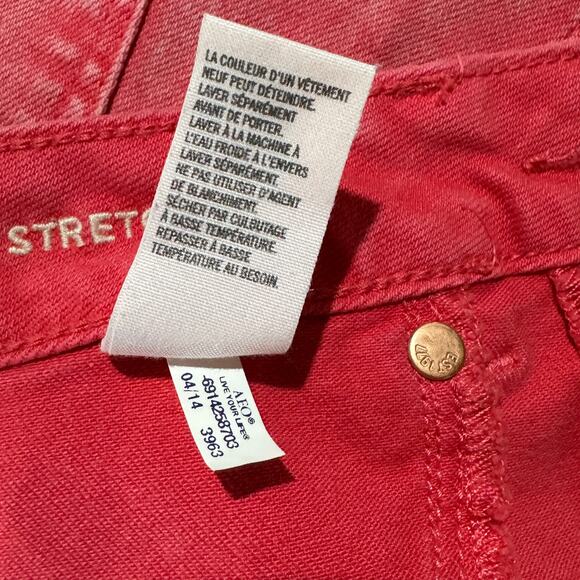 LA COULEUR D'UN VÊTEMENT
NEUF PEUT DÉTEINDRE.
LAVER SÉPARÉMENT
AVANT DE PORTER.
LAVER À LA MACHINE À
L'EAU FROIDE À L'ENVERS
LAVER SÉPARÉMENT.
NE PAS UTILISER D'AGENT
DE BLANCHIMENT.
SÉCHER PAR CULBUTAGE
À BASSE TEMPÉRATURE
REPASSER À BASSE
TEMPÉRATURE AU BESOIN.
STRETC
AEO®
LIVE YOUR LIFE®
-6914258703
04/14 3963